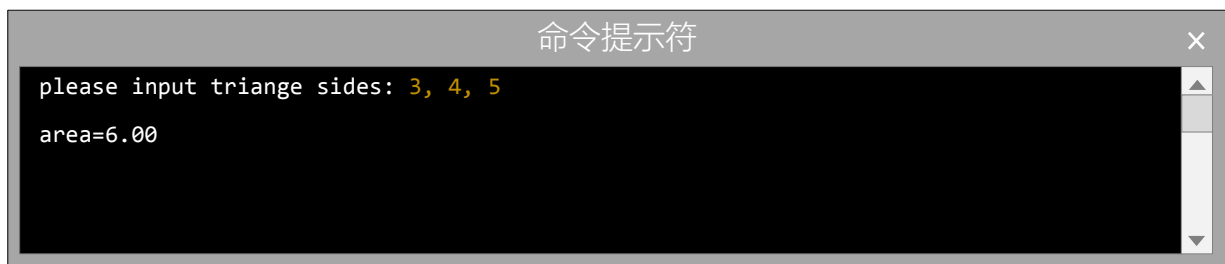 命令提示符
please input triange sides: 3, 4, 5
area=6.00